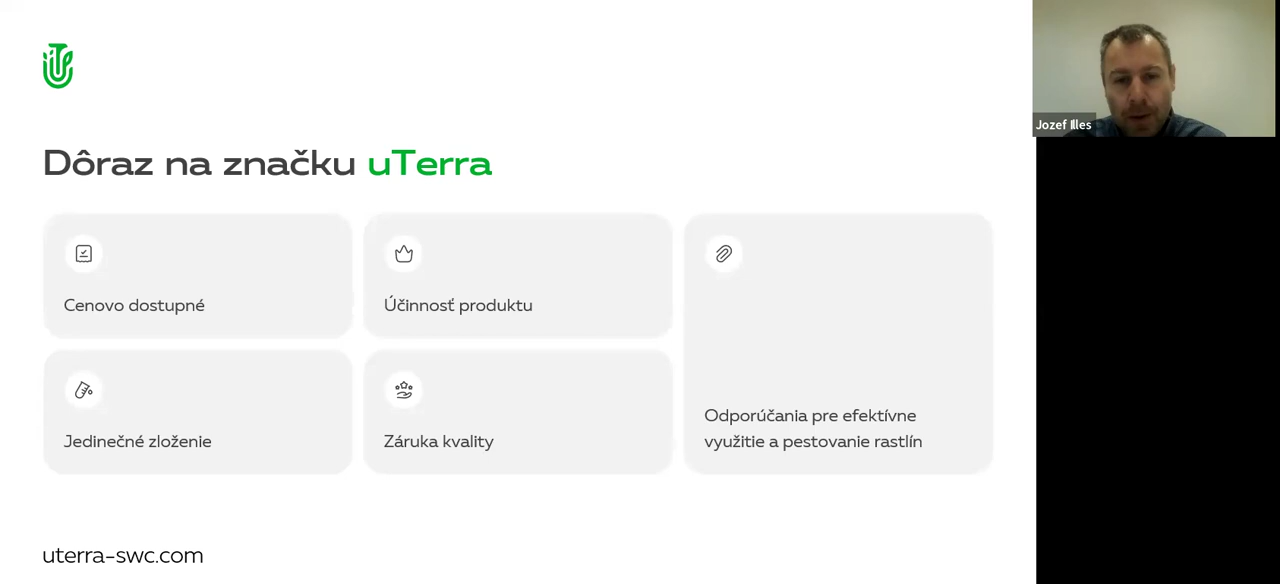 Dôraz na značku uTerra
Cenovo dostupné
Účinnosť produktu
Jedinečné zloženie
Záruka kvality
Odporúčania pre efektívne
využitie a pestovanie rastlín
uterra-swc.com
Jozef Illes